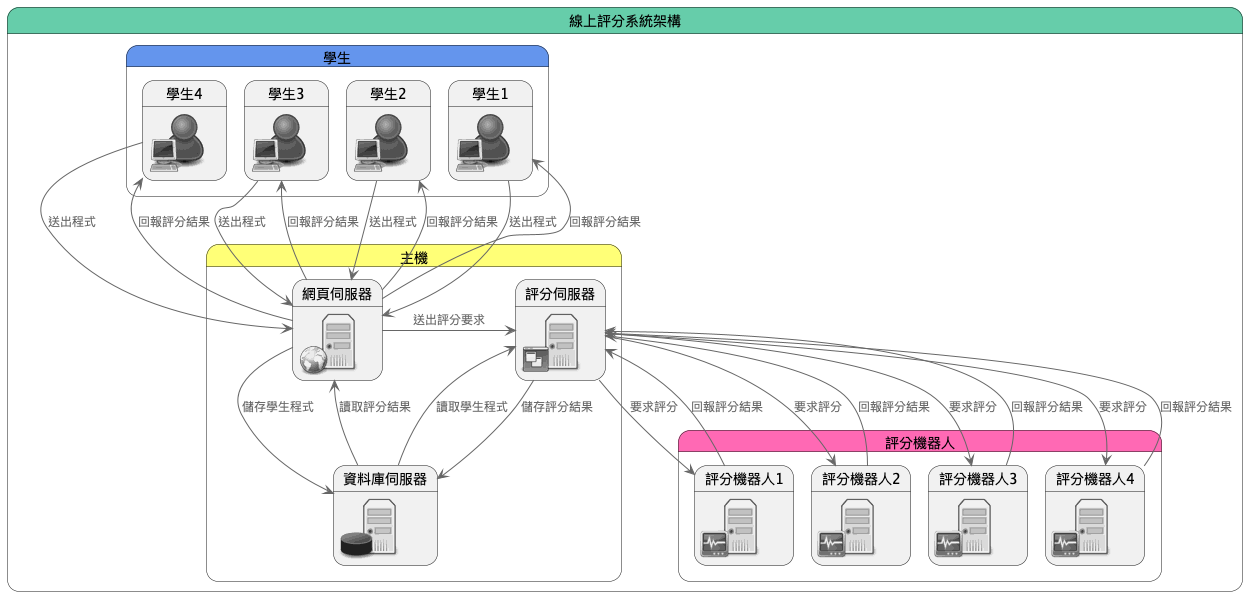 線上評分系統架構
學生
學生4
學生3
學生2
學生1
送出程式
回報評分結果
送出程式
回報評分結果
送出程式
回報評分結果
送出程式
回報評分結果
主機
網頁伺服器
評分伺服器
送出評分要求
儲存學生程式
讀取評分結果
讀取學生程式
儲存評分結果
要求評分
回報評分結果
要求評分
回報評分結果
要求評分
回報評分結果
要求評分
回報評分結果
評分機器人
資料庫伺服器
評分機器人1
評分機器人2
評分機器人3
評分機器人4